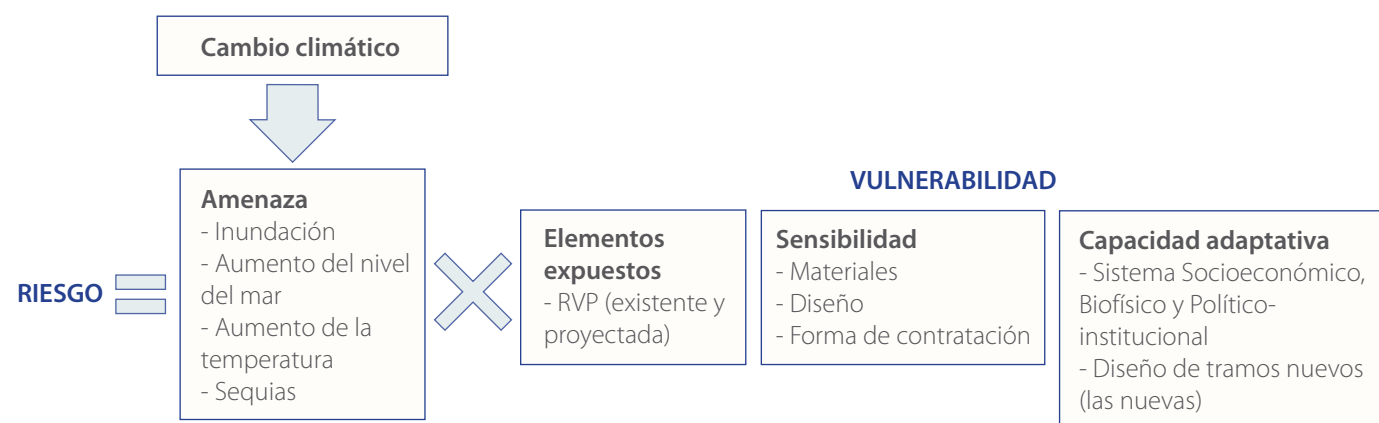 Cambio climático
RIESGO
Amenaza
- Inundación
- Aumento del nivel
del mar
- Aumento de la
temperatura
- Sequias
VULNERABILIDAD
Elementos
expuestos
- RVP (existente y
proyectada)
Sensibilidad
- Materiales
- Diseño
- Forma de contratación
Capacidad adaptativa
- Sistema Socioeconómico,
Biofísico y Político-
institucional
- Diseño de tramos nuevos
(las nuevas)